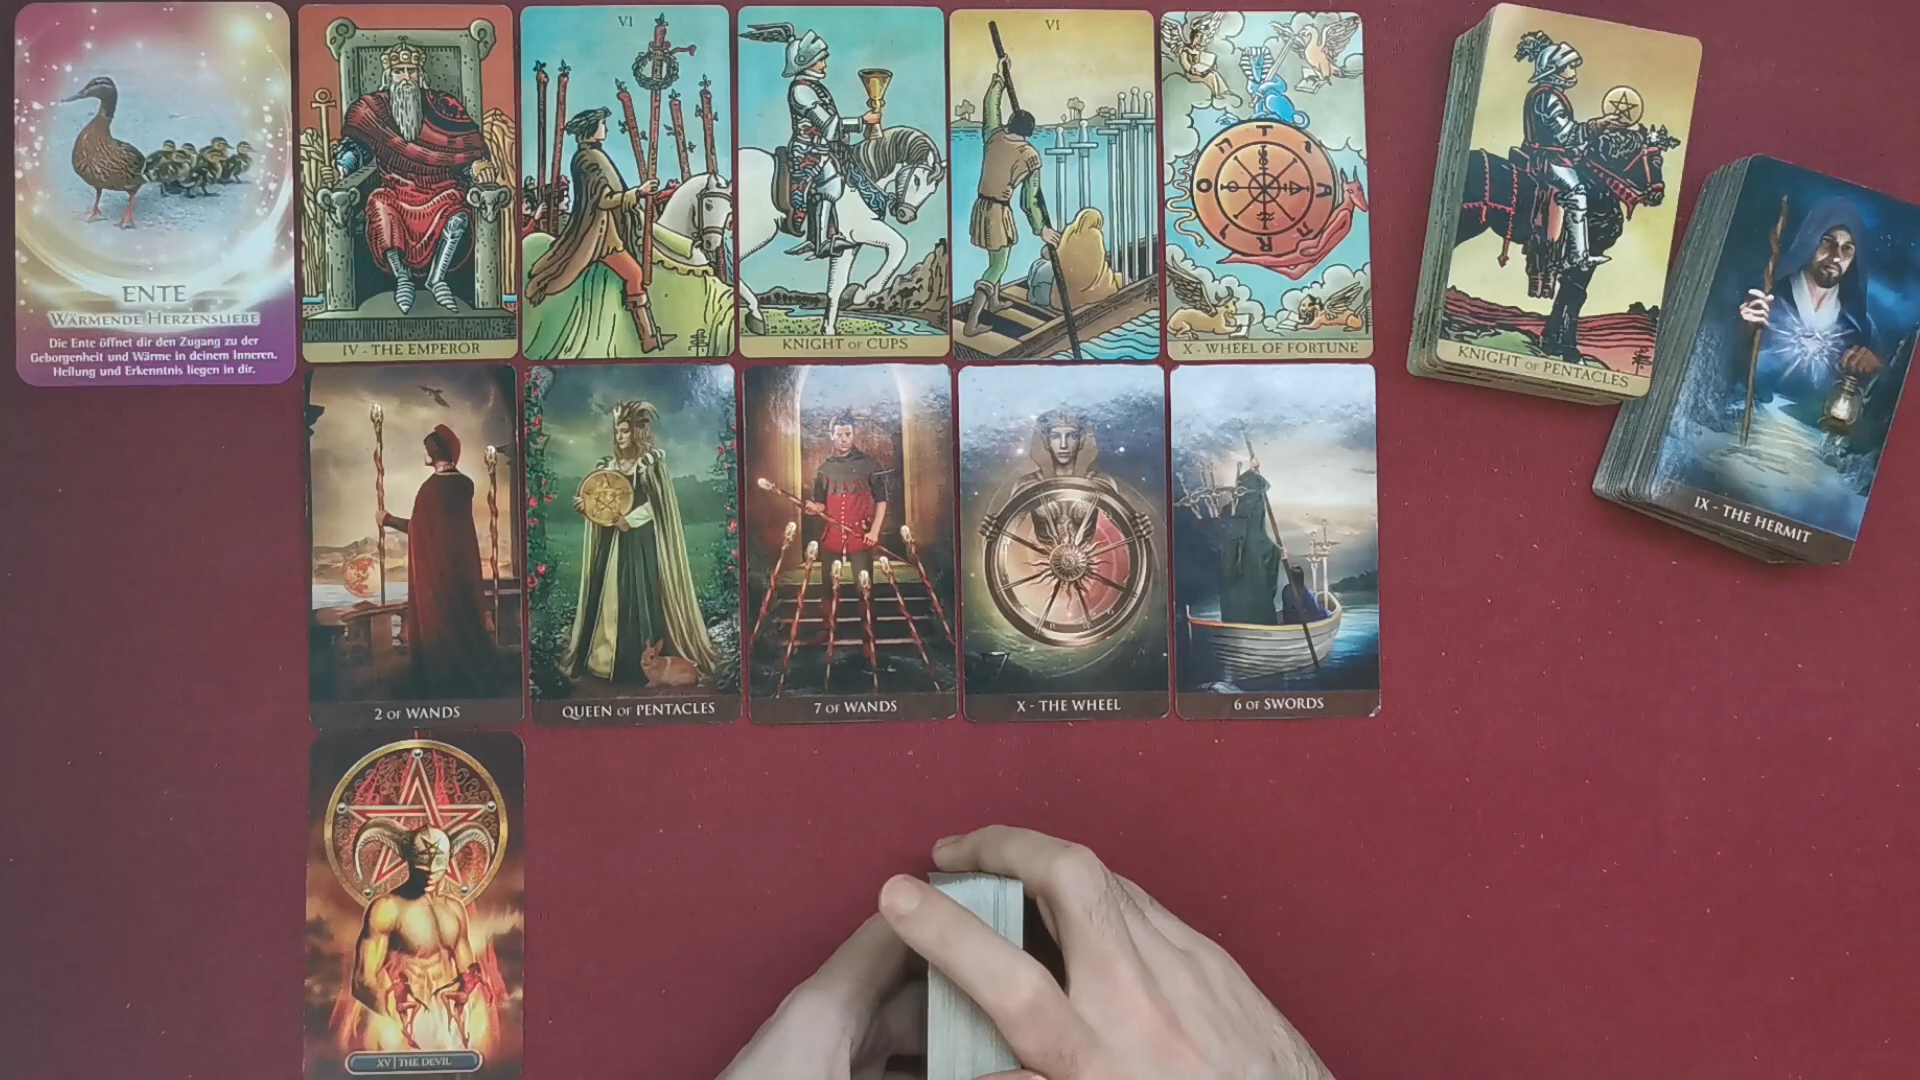 ENTE
WÄRMENDE HERZENSLIEBE
Die Ente öffnet dir den Zugang zu der
Geborgenheit und Wärme in deinem Inneren.
Heilung und Erkenntnis liegen in dir.
IV - THE EMPEROR
VI
KNIGHT OF CUPS
VI
T
A
R
O
X - WHEEL OF FORTUNE
KNIGHT OF PENTACLES
IX - THE HERMIT
2 OF WANDS
QUEEN OF PENTACLES
7 OF WANDS
X - THE WHEEL
6 OF SWORDS
XV | THE DEVIL